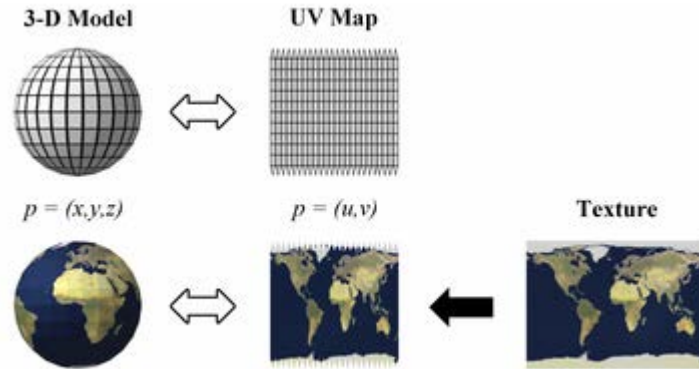 3-D Model
UV Map
p = (x,y,z)
p = (u,v)
Texture